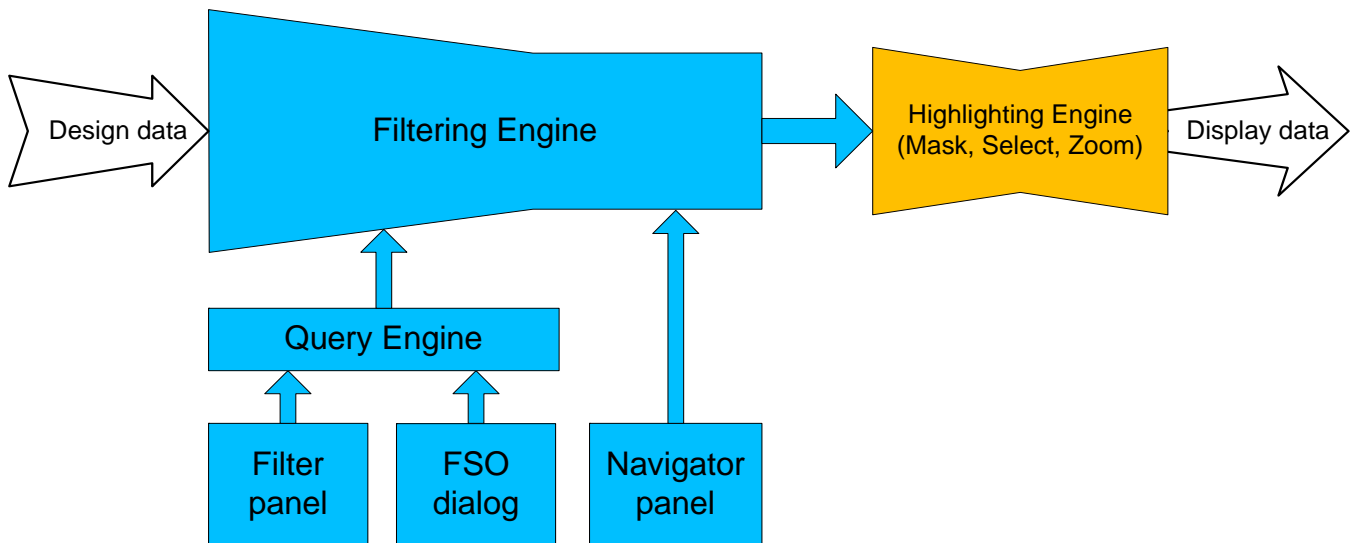 Design data
Filtering Engine
Highlighting Engine
(Mask, Select, Zoom)
Display data
Query Engine
Filter
panel
FSO
dialog
Navigator
panel